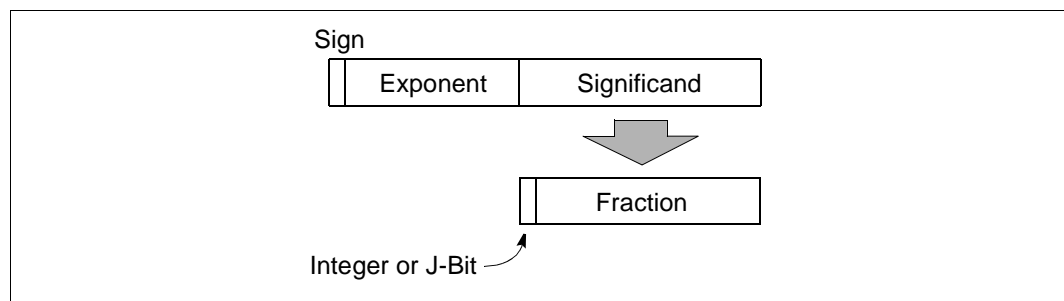 Sign
Exponent Significand
Fraction
Integer or J-Bit